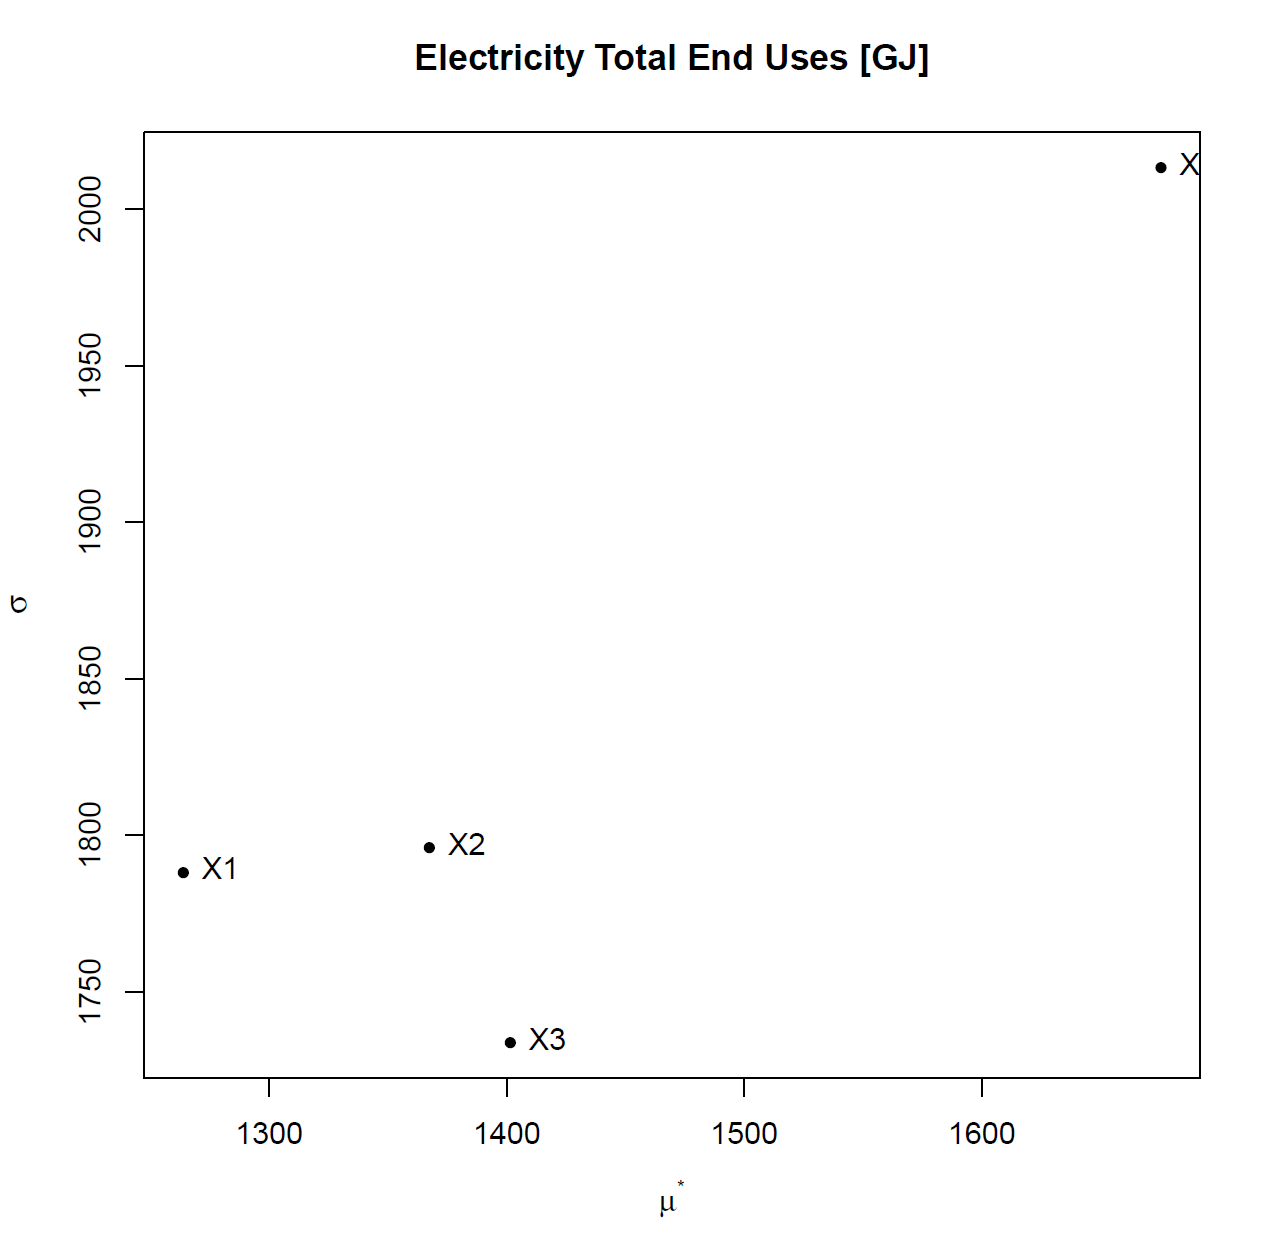 Electricity Total End Uses [GJ]
2000
1950
1900
1850
1800
1750
σ
X
X2
X1
X3
1300 1400 1500 1600
μ*